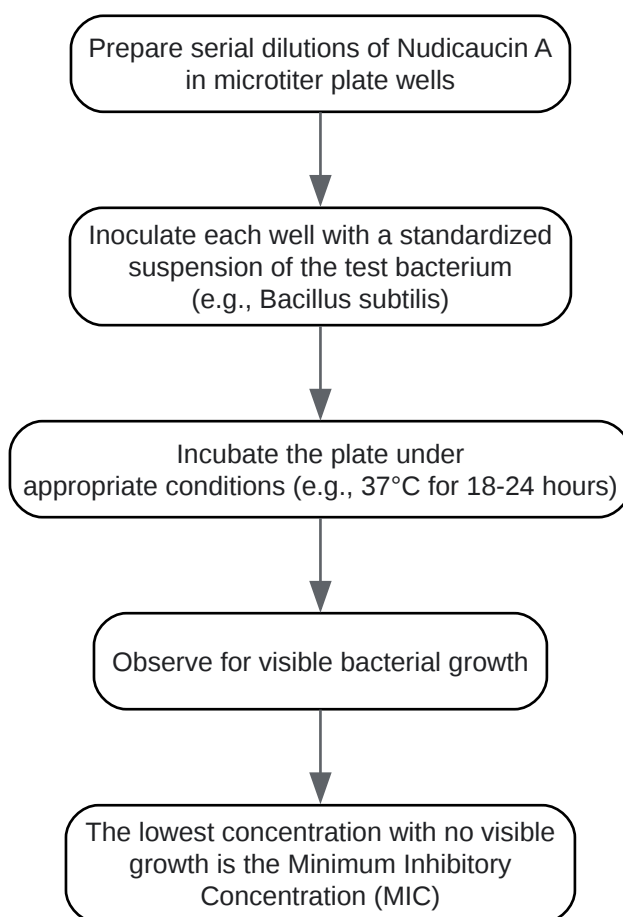 Prepare serial dilutions of Nudicaucin A
in microtiter plate wells
Inoculate each well with a standardized
suspension of the test bacterium
(e.g., Bacillus subtilis)
Incubate the plate under
appropriate conditions (e.g., 37°C for 18-24 hours)
Observe for visible bacterial growth
The lowest concentration with no visible
growth is the Minimum Inhibitory
Concentration (MIC)